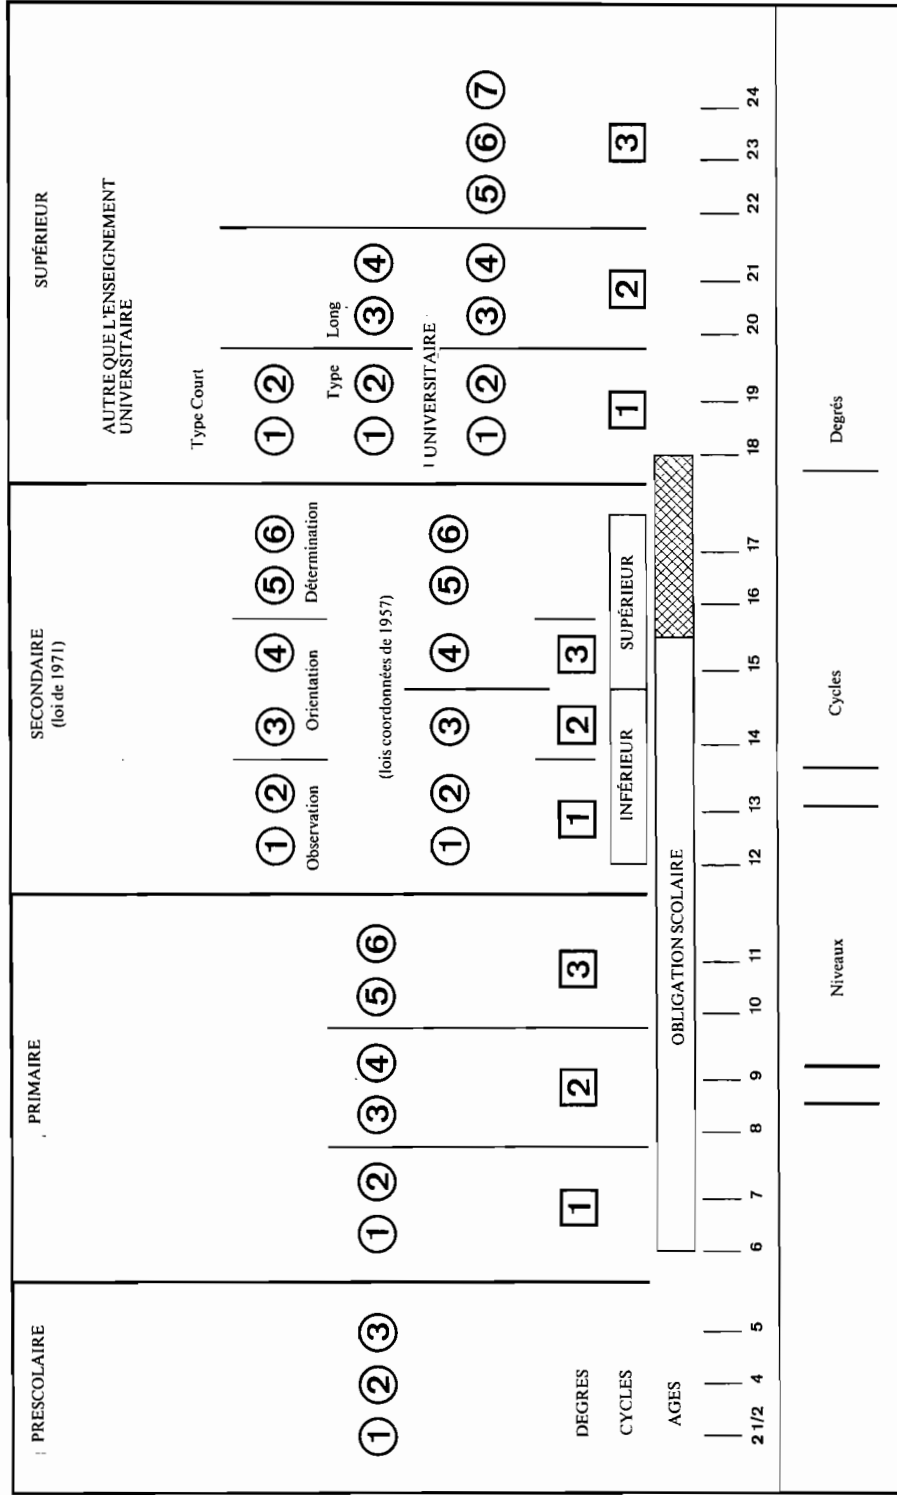 PRESCOLAIRE
PRIMAIRE
SECONDAIRE
(loi de 1971)
SUPÉRIEUR
AUTRE QUE L'ENSEIGNEMENT
UNIVERSITAIRE
Type Court
1 2 3 4 5 6 1 2
Observation Orientation Détermination
Type Long
1 2 3 1 2 3 4 5 6 1 2 3 4
(lois coordonnées de 1957)
UNIVERSITAIRE
1 2 3 4 5 6 1 2 3 4 5 6 7
DEGRES 1 2 3 1 2 3
CYCLES INFÉRIEUR SUPÉRIEUR 1 2 3
AGES OBLIGATION SCOLAIRE
2 1/2 4 5 6 7 8 9 10 11 12 13 14 15 16 17 18 19 20 21 22 23 24
Niveaux Cycles Degrés